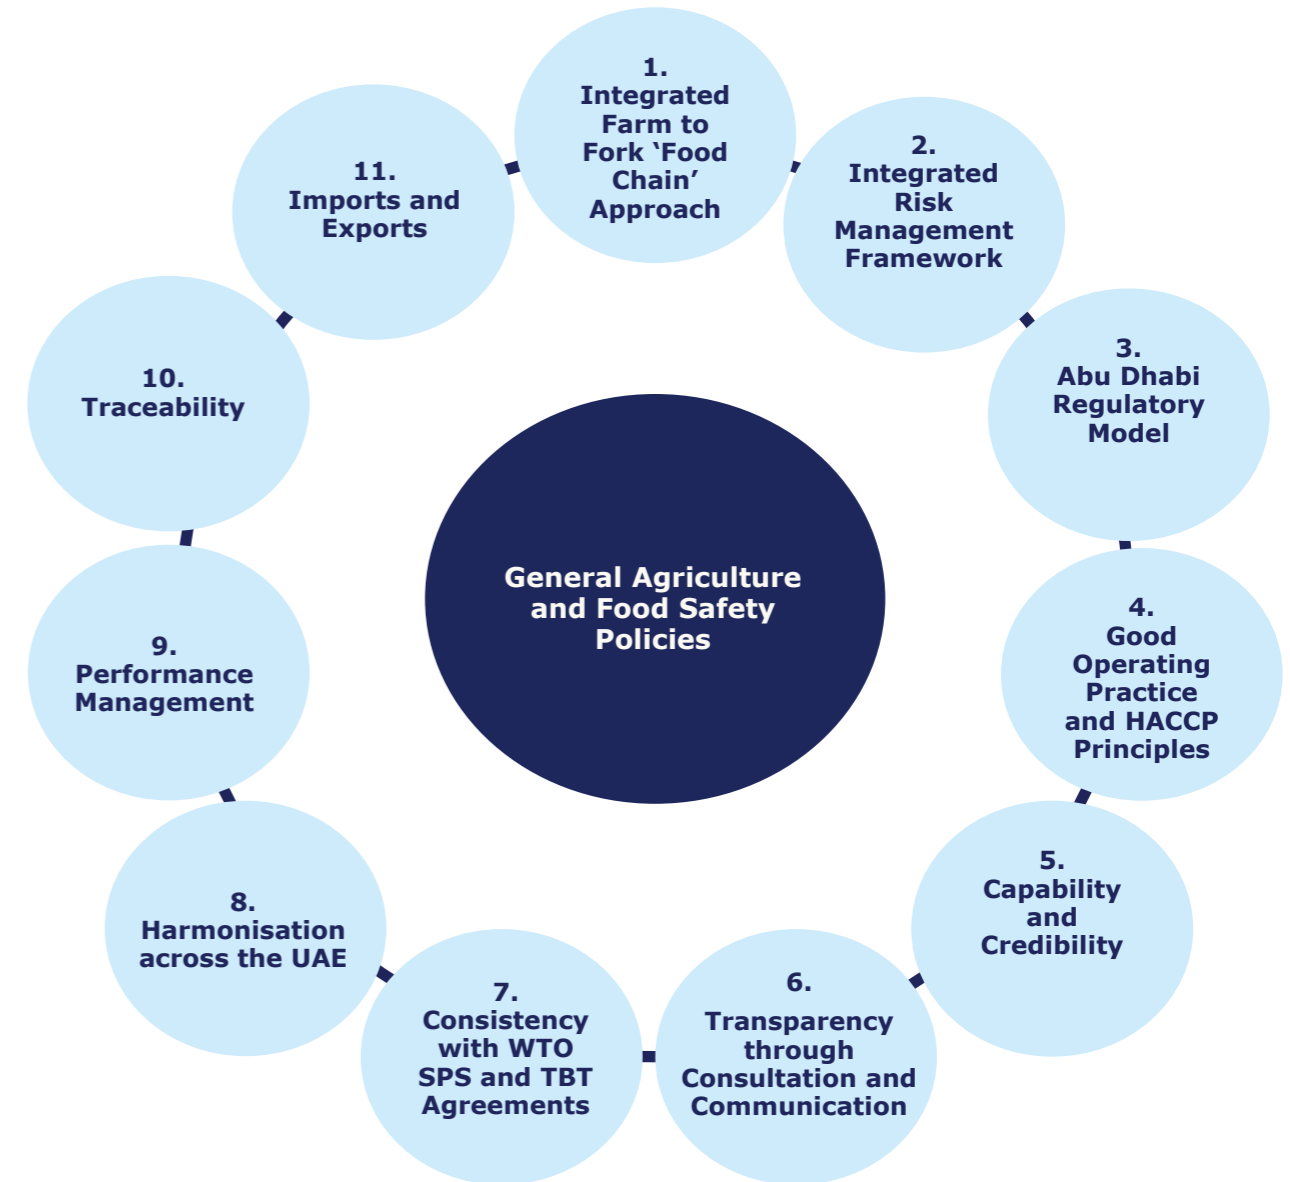 1.
Integrated
Farm to
Fork ‘Food
Chain’
Approach
2.
Integrated
Risk
Management
Framework
3.
Abu Dhabi
Regulatory
Model
4.
Good
Operating
Practice
and HACCP
Principles
5.
Capability
and
Credibility
6.
Transparency
through
Consultation and
Communication
7.
Consistency
with WTO
SPS and TBT
Agreements
8.
Harmonisation
across the UAE
9.
Performance
Management
10.
Traceability
11.
Imports and
Exports
General Agriculture
and Food Safety
Policies